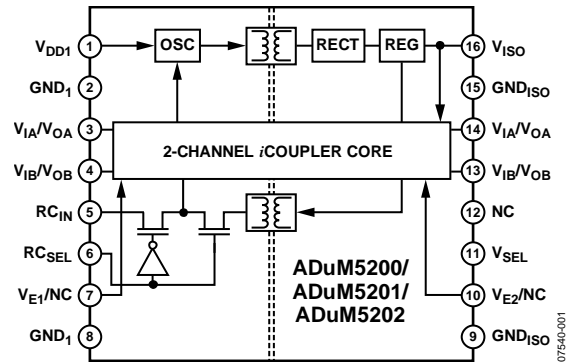 VDD1 1 OSC RECT REG 16 VISO
GND1 2 15 GNDISO
VIA/VOA 3 14 VIA/VOA
2-CHANNEL iCOUPLER CORE
VIB/VOB 4 13 VIB/VOB
RCIN 5 12 NC
RCSEL 6 11 VSEL
ADuM5200/
ADuM5201/
ADuM5202
VE1/NC 7 10 VE2/NC
GND1 8 9 GNDISO
07540-001